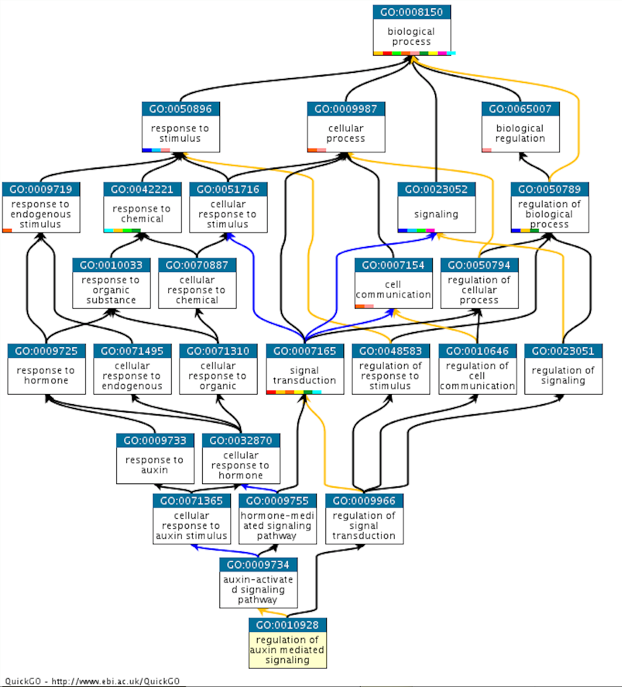 GO:0008150
biological
process
GO:0050896
response to
stimulus
GO:0009987
cellular
process
GO:0065007
biological
regulation
GO:0009719
response to
endogenous
stimulus
GO:0042221
response to
chemical
GO:0051716
cellular
response to
stimulus
GO:0023052
signaling
GO:0050789
regulation of
biological
process
GO:0010033
response to
organic
substance
GO:0070887
cellular
response to
chemical
GO:0007154
cell
communication
GO:0050794
regulation of
cellular
process
GO:0009725
response to
hormone
GO:0071495
cellular
response to
endogenous
GO:0071310
cellular
response to
organic
GO:0007165
signal
transduction
GO:0048583
regulation of
response to
stimulus
GO:0010646
regulation of
cell
communication
GO:0023051
regulation of
signaling
GO:0009733
response to
auxin
GO:0032870
cellular
response to
hormone
GO:0071365
cellular
response to
auxin stimulus
GO:0009755
hormone-medi
ated signaling
pathway
GO:0009966
regulation of
signal
transduction
GO:0009734
auxin-activate
d signaling
pathway
GO:0010928
regulation of
auxin mediated
signaling
QuickGO - http://www.ebi.ac.uk/QuickGO